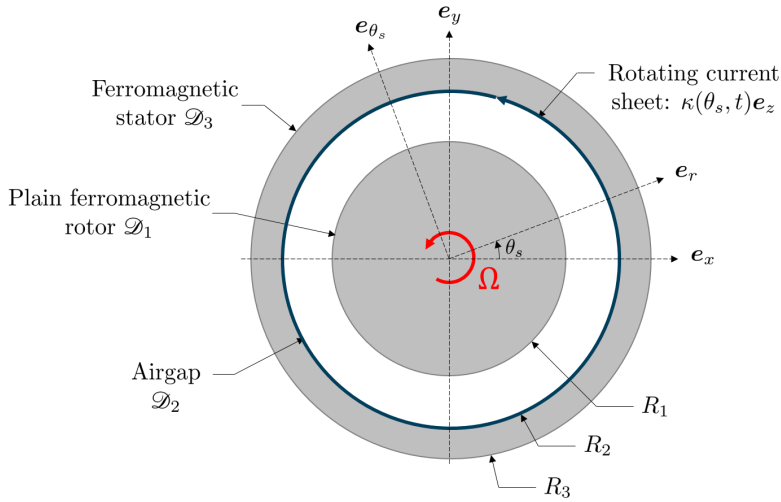 e_y
e_{θ_s}
Ferromagnetic
stator 𝒟_3
Rotating current
sheet: κ(θ_s, t)e_z
Plain ferromagnetic
rotor 𝒟_1
e_r
θ_s
e_x
Ω
Airgap
𝒟_2
R_1
R_2
R_3